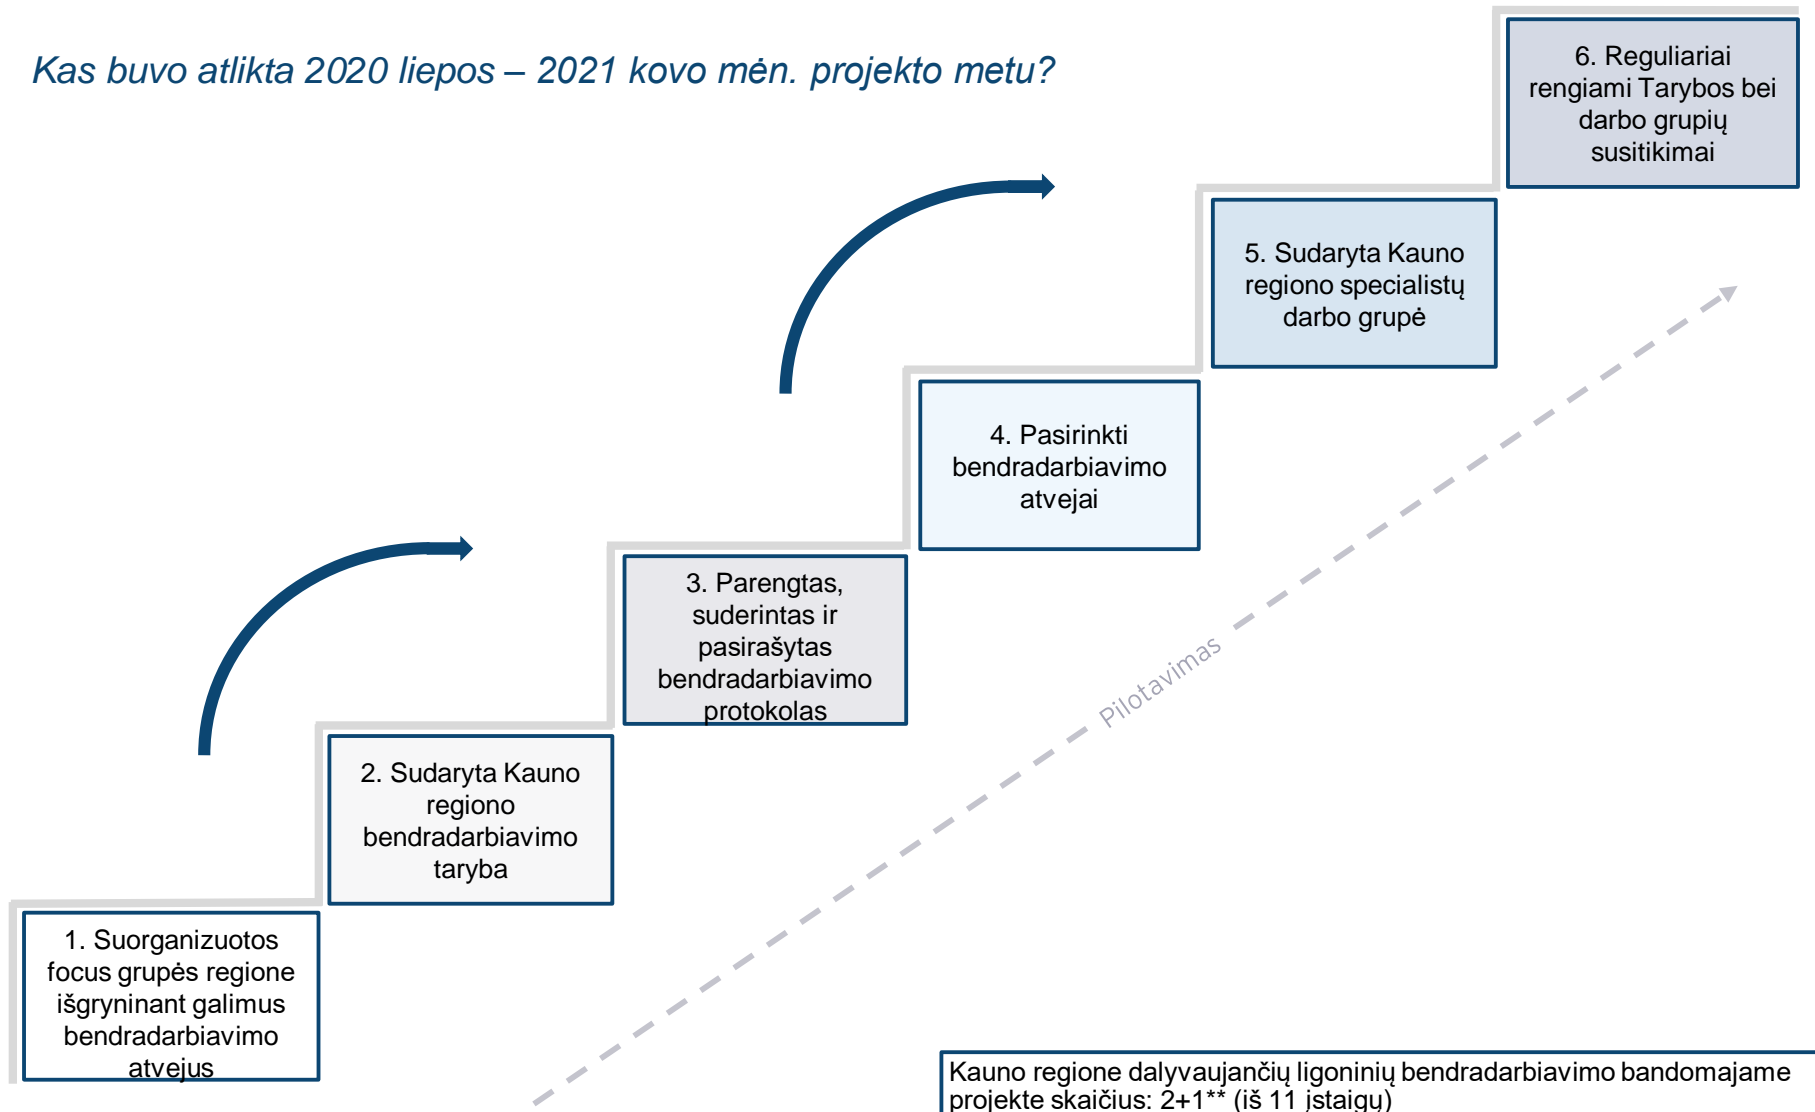 Kas buvo atlikta 2020 liepos – 2021 kovo mėn. projekto metu?
6. Reguliariai
rengiami Tarybos bei
darbo grupių
susitikimai
5. Sudaryta Kauno
regiono specialistų
darbo grupė
4. Pasirinkti
bendradarbiavimo
atvejai
3. Parengtas,
suderintas ir
pasirašytas
bendradarbiavimo
protokolas
2. Sudaryta Kauno
regiono
bendradarbiavimo
taryba
1. Suorganizuotos
focus grupės regione
išgryninant galimus
bendradarbiavimo
atvejus
Pilotavimas
Kauno regione dalyvaujančių ligoninių bendradarbiavimo bandomajame
projekte skaičius: 2+1** (iš 11 įstaigų)